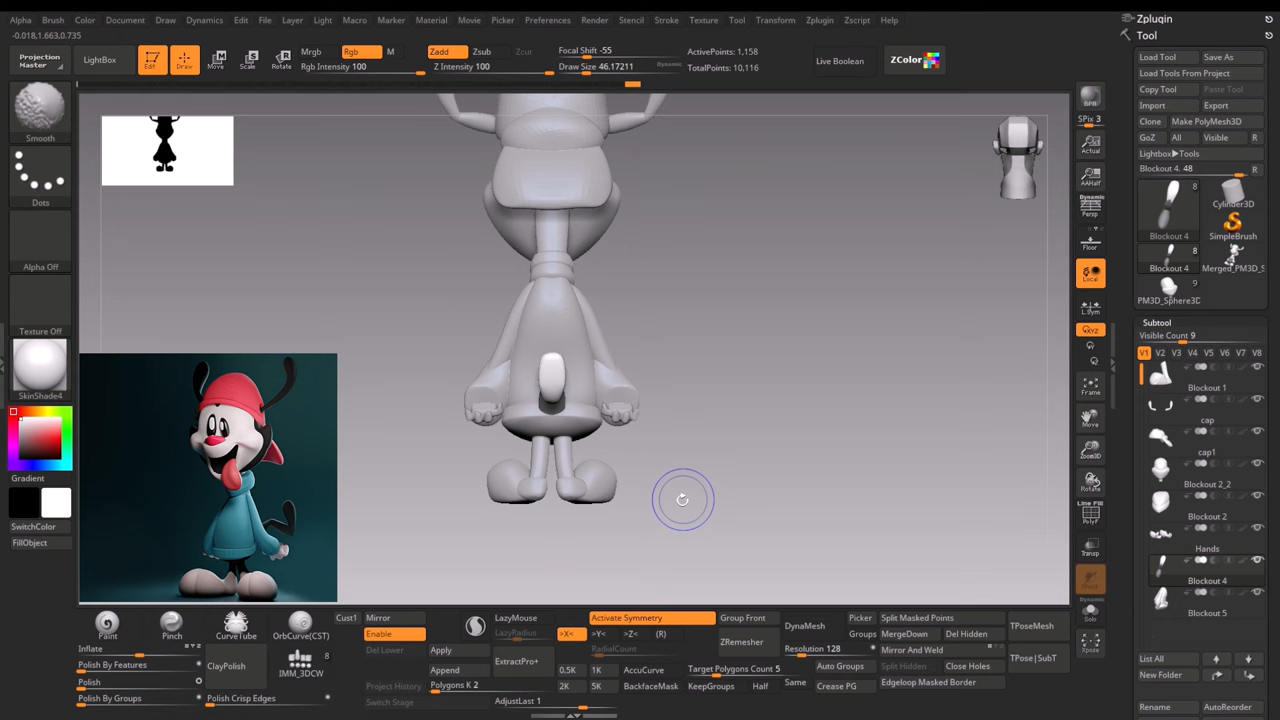 Alpha Brush Color Document Draw Dynamics Edit File Layer Light Macro Marker Material Movie Picker Preferences Render Stencil Stroke Texture Tool Transform Zplugin Zscript Help
Zplugin
-0.018,1.663,0.735
Tool
Projection Master
LightBox
Edit
Draw
Move
Scale
Rotate
Mrgb Rgb M
Rgb Intensity 100
Zadd Zsub Zcut
Z Intensity 100
Focal Shift -55
Draw Size 46.17211
Dynamic
ActivePoints: 1,158
TotalPoints: 10,116
Live Boolean
ZColor
Load Tool Save As
Load Tools From Project
Copy Tool Paste Tool
Import Export
Clone Make PolyMesh3D
GoZ All Visible R
Lightbox▶Tools
Blockout 4. 48 R
8
Blockout 4
Cylinder3D
SimpleBrush
8
Blockout 4
Merged_PM3D_S
9
PM3D_Sphere3D
Subtool
Visible Count 9
V1 V2 V3 V4 V5 V6 V7 V8
Blockout 1
cap
cap1
Blockout 2_2
Blockout 2
Hands
Blockout 4
Blockout 5
List All
New Folder
Rename AutoReorder
Smooth
Dots
Alpha Off
Texture Off
SkinShade4
Gradient
SwitchColor
FillObject
BPR
SPix 3
Actual
AAHalf
Dynamic
Persp
Floor
Local
L.Sym
XYZ
Frame
Move
Zoom3D
Rotate
Line Fill
PolyF
Transp
Ghost
Dynamic
Solo
Xpose
Paint
Pinch
CurveTube
OrbCurve(CST)
Inflate
Polish By Features
Polish
Polish By Groups
ClayPolish
8
IMM_3DCW
Polish Crisp Edges
Cust1
Mirror
Enable
Del Lower
Project History
Switch Stage
LazyMouse
LazyRadius
Apply
Append
Polygons K 2
ExtractPro+
AdjustLast 1
Activate Symmetry
>X< >Y< >Z< (R)
RadialCount
0.5K 1K
2K 5K
AccuCurve
BackfaceMask
Group Front
ZRemesher
Target Polygons Count 5
KeepGroups Half Same
DynaMesh
Groups
Resolution 128
Auto Groups
Crease PG
Picker
Split Masked Points
MergeDown Del Hidden
Mirror And Weld
Split Hidden Close Holes
Edgeloop Masked Border
TPoseMesh
TPose|SubT